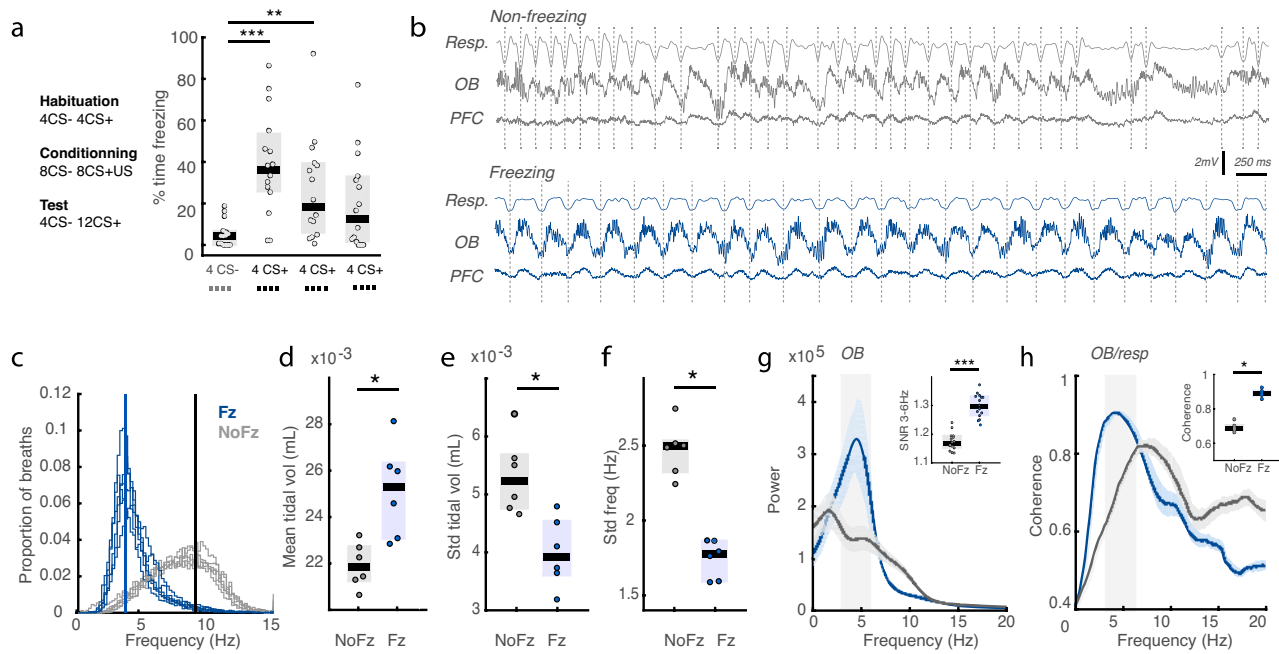 a
**
***
100
80
60
40
20
0
% time freezing
Habituation
4CS- 4CS+
Conditionning
8CS- 8CS+US
Test
4CS- 12CS+
4 CS- 4 CS+ 4 CS+ 4 CS+
b
Non-freezing
Resp.
OB
PFC
2mV 250 ms
Freezing
Resp.
OB
PFC
c
0.12
0.1
0.08
0.06
0.04
0.02
0
Proportion of breaths
Fz
NoFz
0 5 10 15
Frequency (Hz)
d x10-3
*
28
26
24
22
Mean tidal vol (mL)
NoFz Fz
e x10-3
*
6
5
4
3
Std tidal vol (mL)
NoFz Fz
f
*
2.5
2
1.5
Std freq (Hz)
NoFz Fz
g x105 OB
5
4
3
2
1
0
Power
0 5 10 15 20
Frequency (Hz)
***
1.3
1.2
1.1
SNR 3-6Hz
NoFz Fz
h OB/resp
1
0.8
0.6
0.4
Coherence
0 5 10 15 20
Frequency (Hz)
*
1
0.8
0.6
Coherence
NoFz Fz